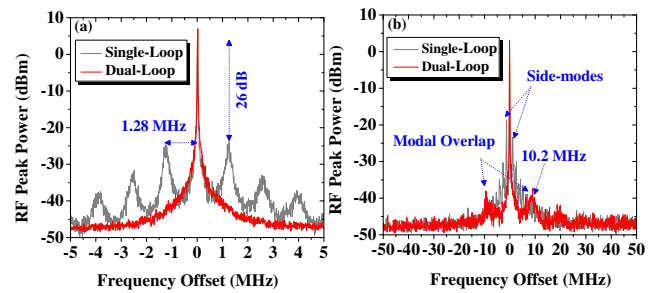 (a)
Single-Loop
Dual-Loop
1.28 MHz
26 dB
RF Peak Power (dBm)
10
0
-10
-20
-30
-40
-50
-5 -4 -3 -2 -1 0 1 2 3 4 5
Frequency Offset (MHz)
(b)
Single-Loop
Dual-Loop
Side-modes
Modal Overlap
10.2 MHz
RF Peak Power (dBm)
10
0
-10
-20
-30
-40
-50
-50 -40 -30 -20 -10 0 10 20 30 40 50
Frequency Offset (MHz)